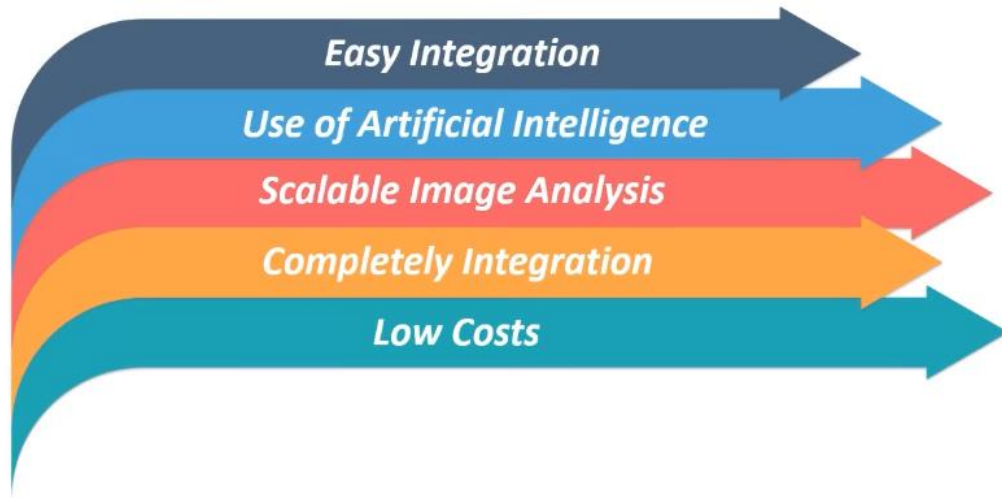 Easy Integration
Use of Artificial Intelligence
Scalable Image Analysis
Completely Integration
Low Costs